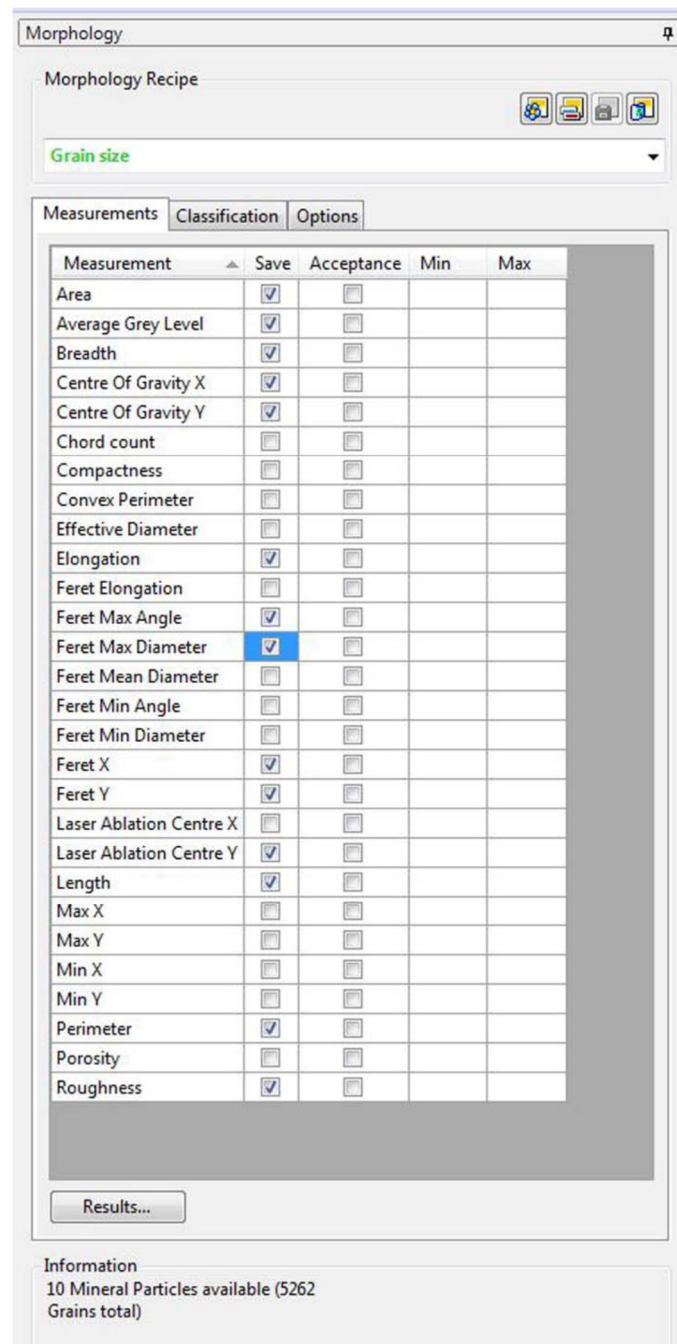 Morphology
Morphology Recipe
Grain size
Measurements Classification Options
Measurement Save Acceptance Min Max
Area
Average Grey Level
Breadth
Centre Of Gravity X
Centre Of Gravity Y
Chord count
Compactness
Convex Perimeter
Effective Diameter
Elongation
Feret Elongation
Feret Max Angle
Feret Max Diameter
Feret Mean Diameter
Feret Min Angle
Feret Min Diameter
Feret X
Feret Y
Laser Ablation Centre X
Laser Ablation Centre Y
Length
Max X
Max Y
Min X
Min Y
Perimeter
Porosity
Roughness
Results...
Information
10 Mineral Particles available (5262
Grains total)